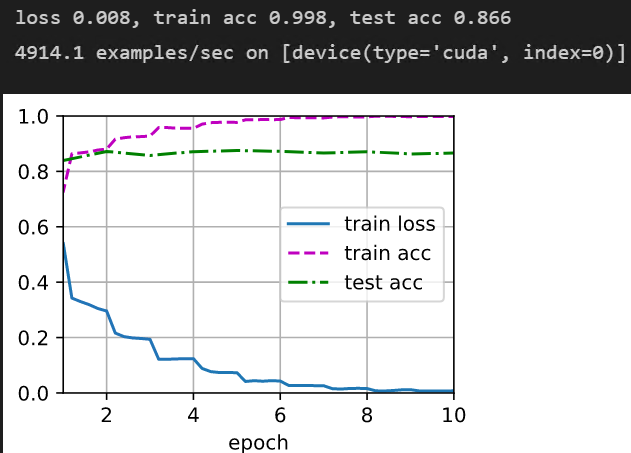 loss 0.008, train acc 0.998, test acc 0.866
4914.1 examples/sec on [device(type='cuda', index=0)]
1.0
0.8
0.6
0.4
0.2
0.0
train loss
train acc
test acc
2 4 6 8 10
epoch